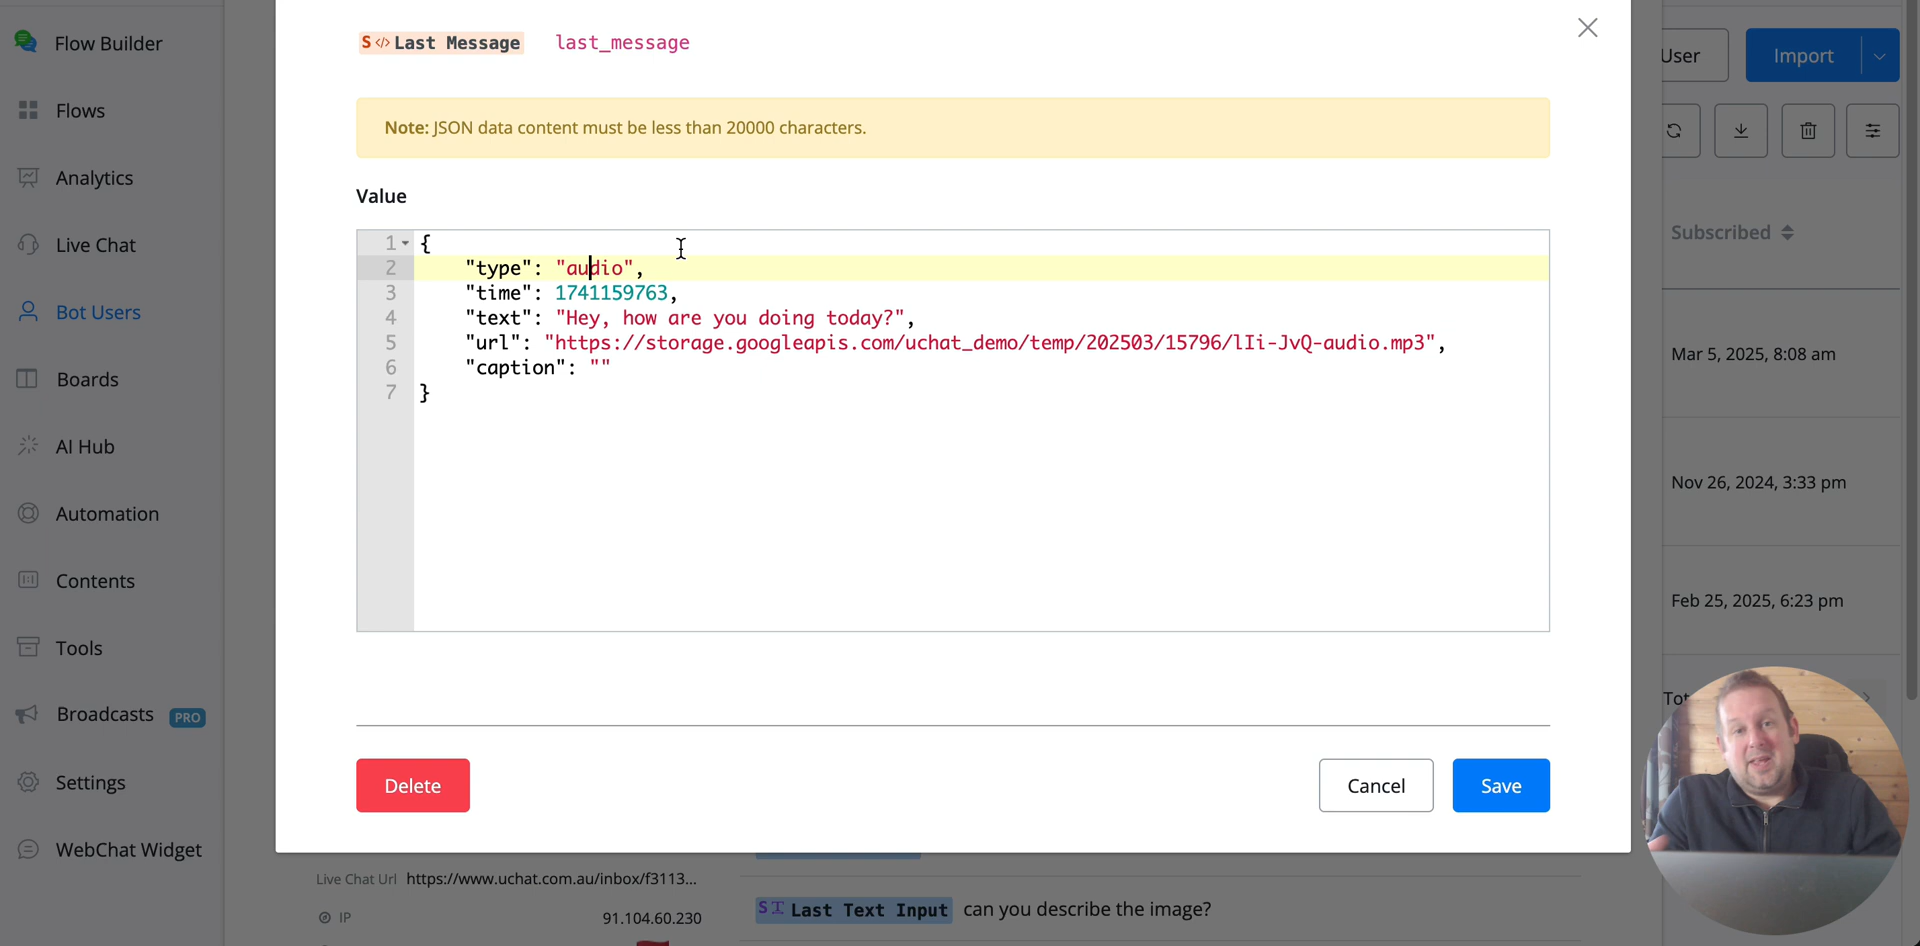 Flow Builder
Flows
Analytics
Live Chat
Bot Users
Boards
AI Hub
Automation
Contents
Tools
Broadcasts PRO
Settings
WebChat Widget
S </> Last Message last_message
Note: JSON data content must be less than 20000 characters.
Value
1 {
2 "type": "audio",
3 "time": 1741159763,
4 "text": "Hey, how are you doing today?",
5 "url": "https://storage.googleapis.com/uchat_demo/temp/202503/15796/lIi-JvQ-audio.mp3",
6 "caption": ""
7 }
Delete
Cancel
Save
User
Import
Subscribed
Mar 5, 2025, 8:08 am
Nov 26, 2024, 3:33 pm
Feb 25, 2025, 6:23 pm
Live Chat Url https://www.uchat.com.au/inbox/f3113...
IP 91.104.60.230
S T Last Text Input can you describe the image?